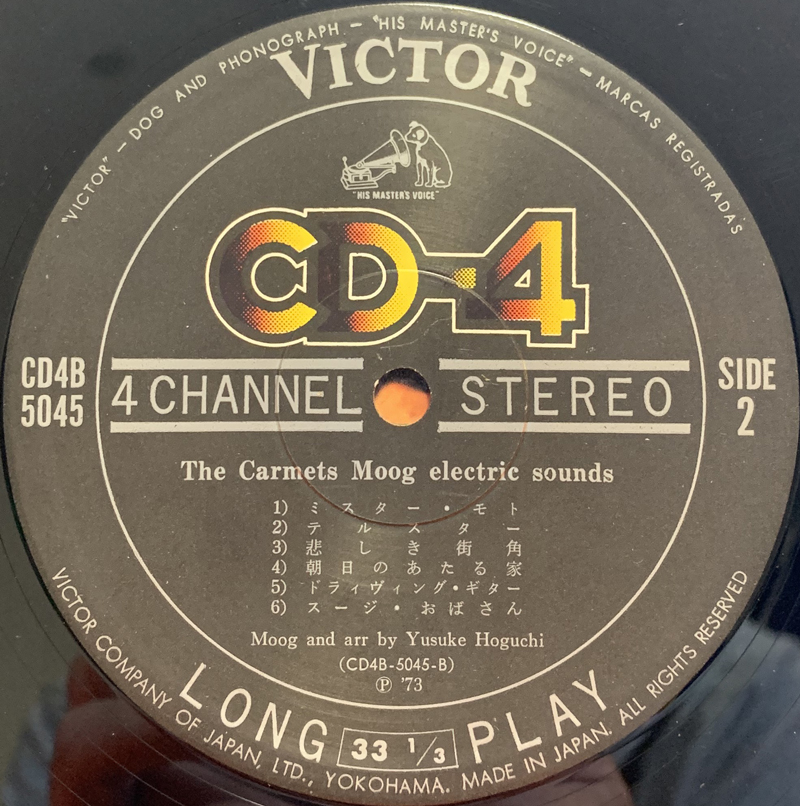 "VICTOR" — DOG AND PHONOGRAPH — "HIS MASTER'S VOICE" — MARCAS REGISTRADAS
VICTOR
"HIS MASTER'S VOICE"
CD-4
CD4B
5045
4 CHANNEL STEREO
SIDE
2
The Carmets Moog electric sounds
1) ミスター・モト
2) テルスター
3) 悲しき街角
4) 朝日のあたる家
5) ドライヴィング・ギター
6) スージ・おばさん
Moog and arr by Yusuke Hoguchi
(CD4B-5045-B)
Ⓟ '73
LONG 33 1/3 PLAY
VICTOR COMPANY OF JAPAN, LTD., YOKOHAMA. MADE IN JAPAN. ALL RIGHTS RESERVED